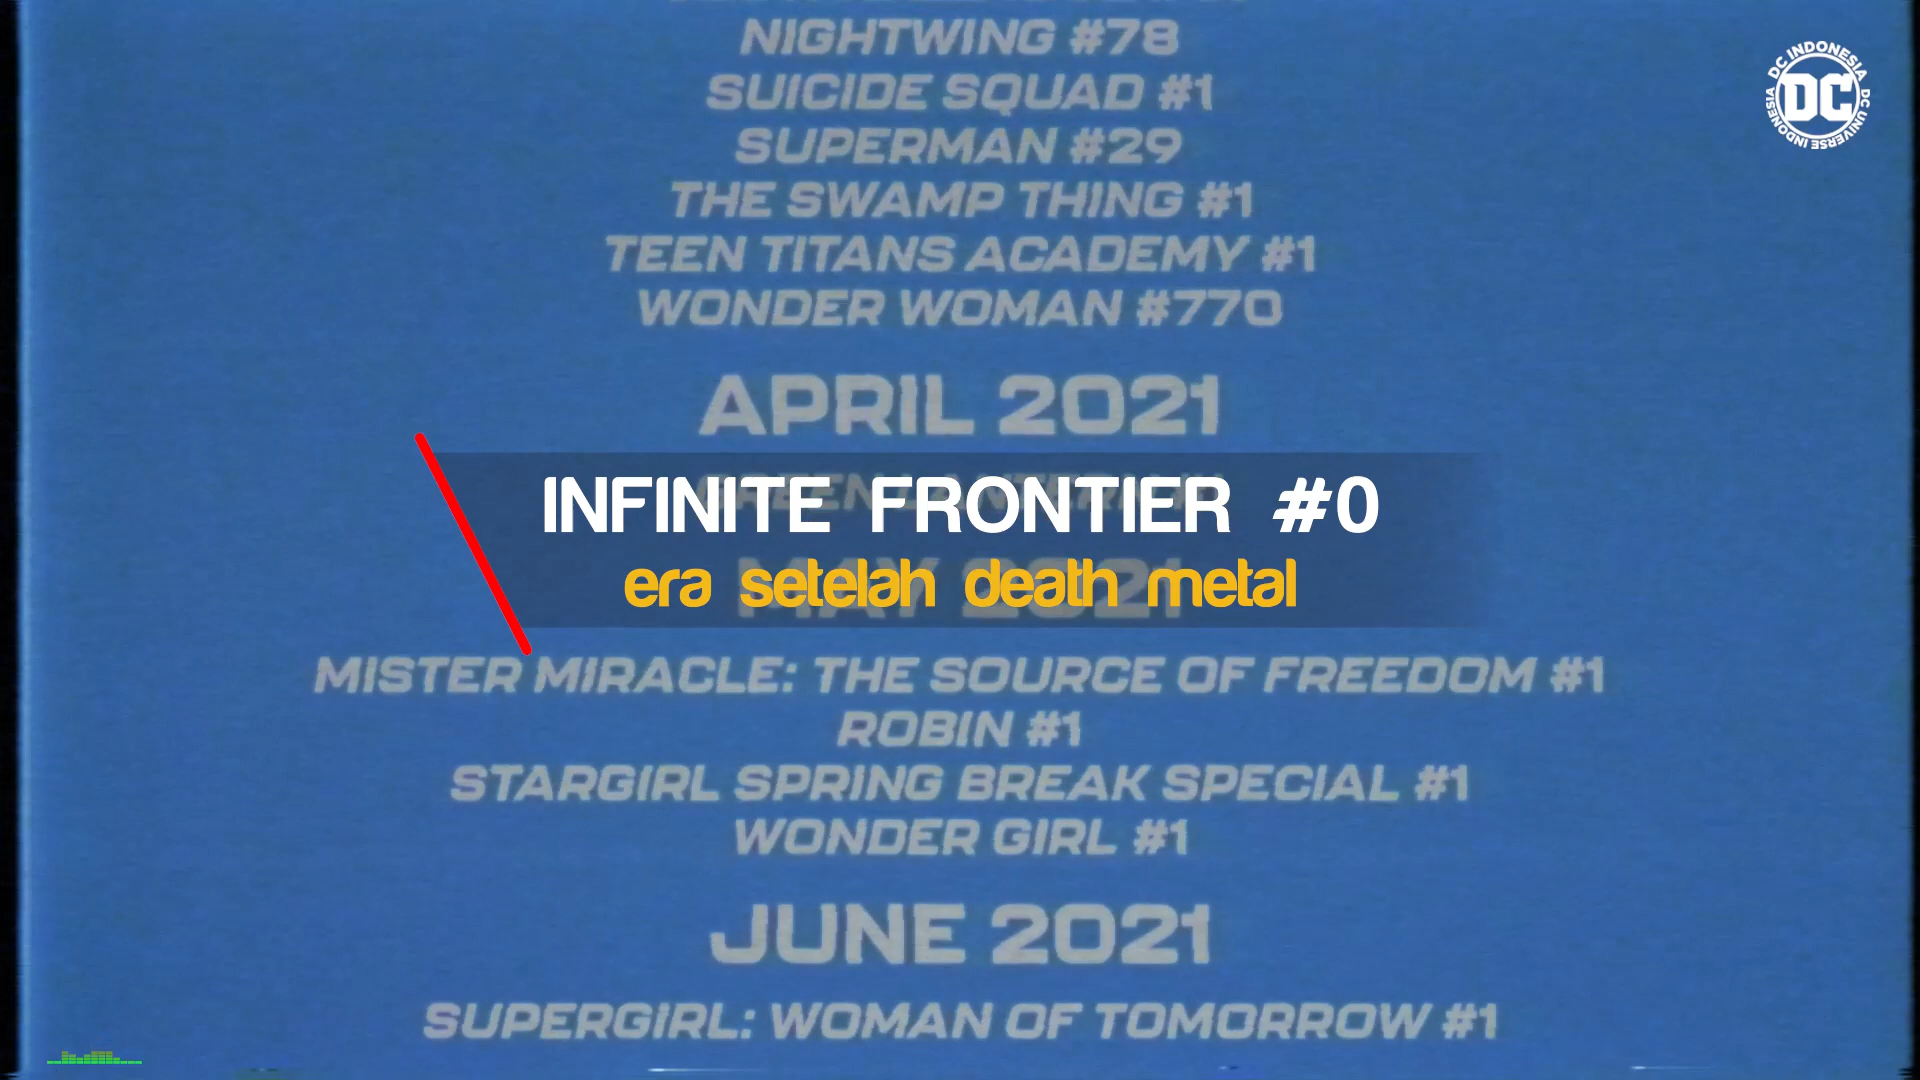 NIGHTWING #78
SUICIDE SQUAD #1
SUPERMAN #29
THE SWAMP THING #1
TEEN TITANS ACADEMY #1
WONDER WOMAN #770
APRIL 2021
INFINITE FRONTIER #0
MAY 2021
era setelah death metal
MISTER MIRACLE: THE SOURCE OF FREEDOM #1
ROBIN #1
STARGIRL SPRING BREAK SPECIAL #1
WONDER GIRL #1
JUNE 2021
SUPERGIRL: WOMAN OF TOMORROW #1
DC INDONESIA
DC
DC UNIVERSE INDONESIA